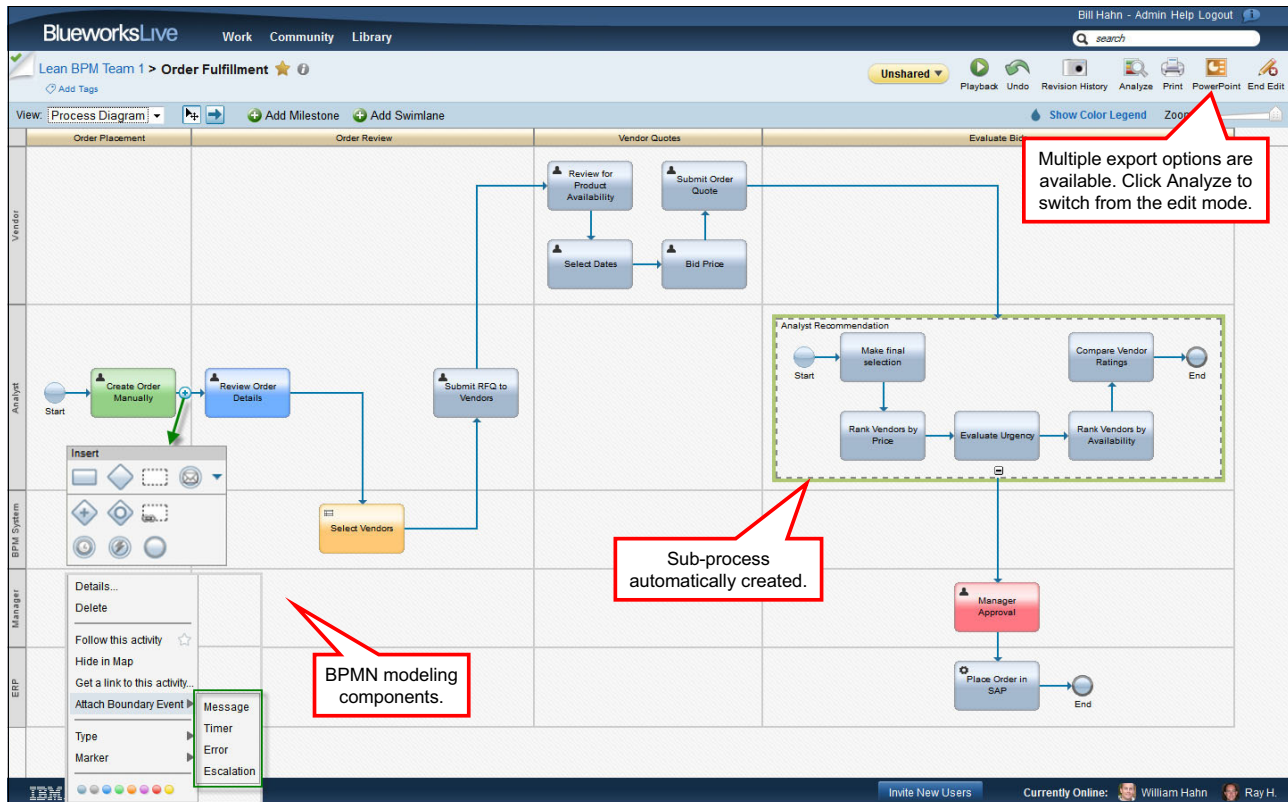 Bill Hahn - Admin Help Logout
BlueworksLive
Work Community Library
search
Lean BPM Team 1 > Order Fulfillment
Add Tags
Unshared
Playback Undo Revision History Analyze Print PowerPoint End Edit
View: Process Diagram
Add Milestone Add Swimlane
Show Color Legend
Order Placement
Order Review
Vendor Quotes
Multiple export options are
available. Click Analyze to
switch from the edit mode.
Vendor
Review for
Product
Availability
Submit Order
Quote
Select Dates
Bid Price
Analyst
Start
Create Order
Manually
Review Order
Details
Submit RFQ to
Vendors
Analyst Recommendation
Start
Make final
selection
Compare Vendor
Ratings
End
Rank Vendors by
Price
Evaluate Urgency
Rank Vendors by
Availability
Insert
BPM System
Select Vendors
Sub-process
automatically created.
Manager
Manager
Approval
ERP
Place Order in
SAP
End
Details...
Delete
Follow this activity
Hide in Map
Get a link to this activity...
Attach Boundary Event
Type
Marker
Message
Timer
Error
Escalation
BPMN modeling
components.
IBM
Invite New Users
Currently Online: William Hahn Ray H.